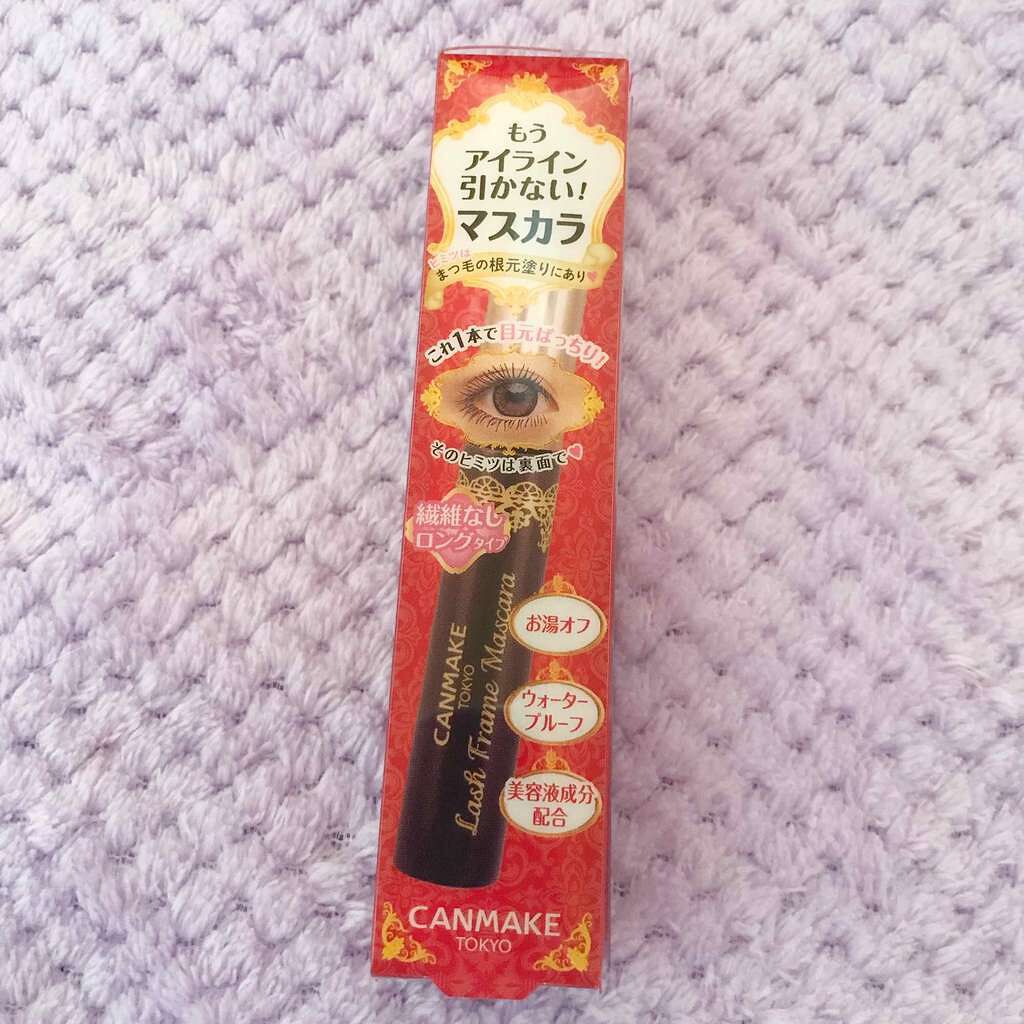 もう
アイライン
引かない!
マスカラ
ヒミツは
まつ毛の根元塗りにあり♥
これ1本で目元ぱっちり!
そのヒミツは裏面で♥
繊維なし
ロングタイプ
CANMAKE
TOKYO
Lash Frame Mascara
お湯オフ
ウォーター
プルーフ
美容液成分
配合
CANMAKE
TOKYO